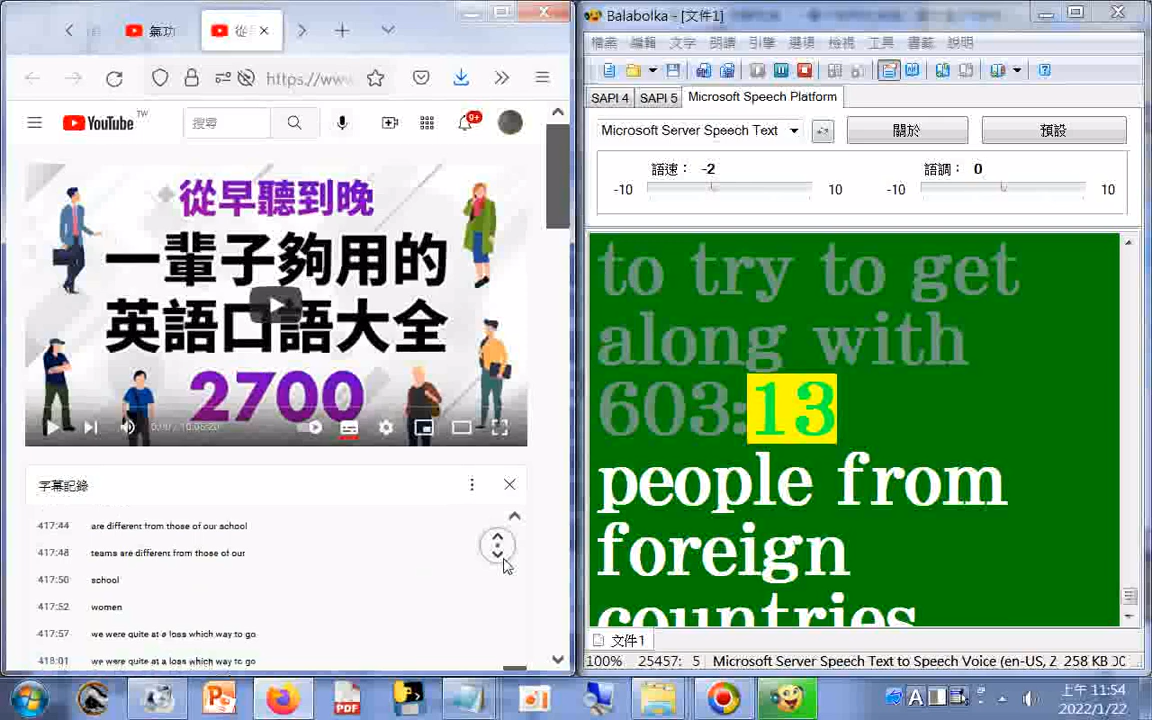 氣功
從
https://www
YouTube TW
搜尋
9+
從早聽到晚
一輩子夠用的
英語口語大全
2700
字幕記錄
417:44 are different from those of our school
417:48 teams are different from those of our
417:50 school
417:52 women
417:57 we were quite at a loss which way to go
418:01 we were quite at a loss which way to go
Balabolka - [文件1]
檔案 編輯 文字 朗讀 引擎 選項 檢視 工具 書籤 說明
SAPI 4 SAPI 5 Microsoft Speech Platform
Microsoft Server Speech Text 關於 預設
語速： -2 語調： 0
-10 10 -10 10
to try to get
along with
603:13
people from
foreign
countries
文件1
100% 25457: 5 Microsoft Server Speech Text to Speech Voice (en-US, Z 258 KB
PDF
A
上午 11:54
2022/1/22